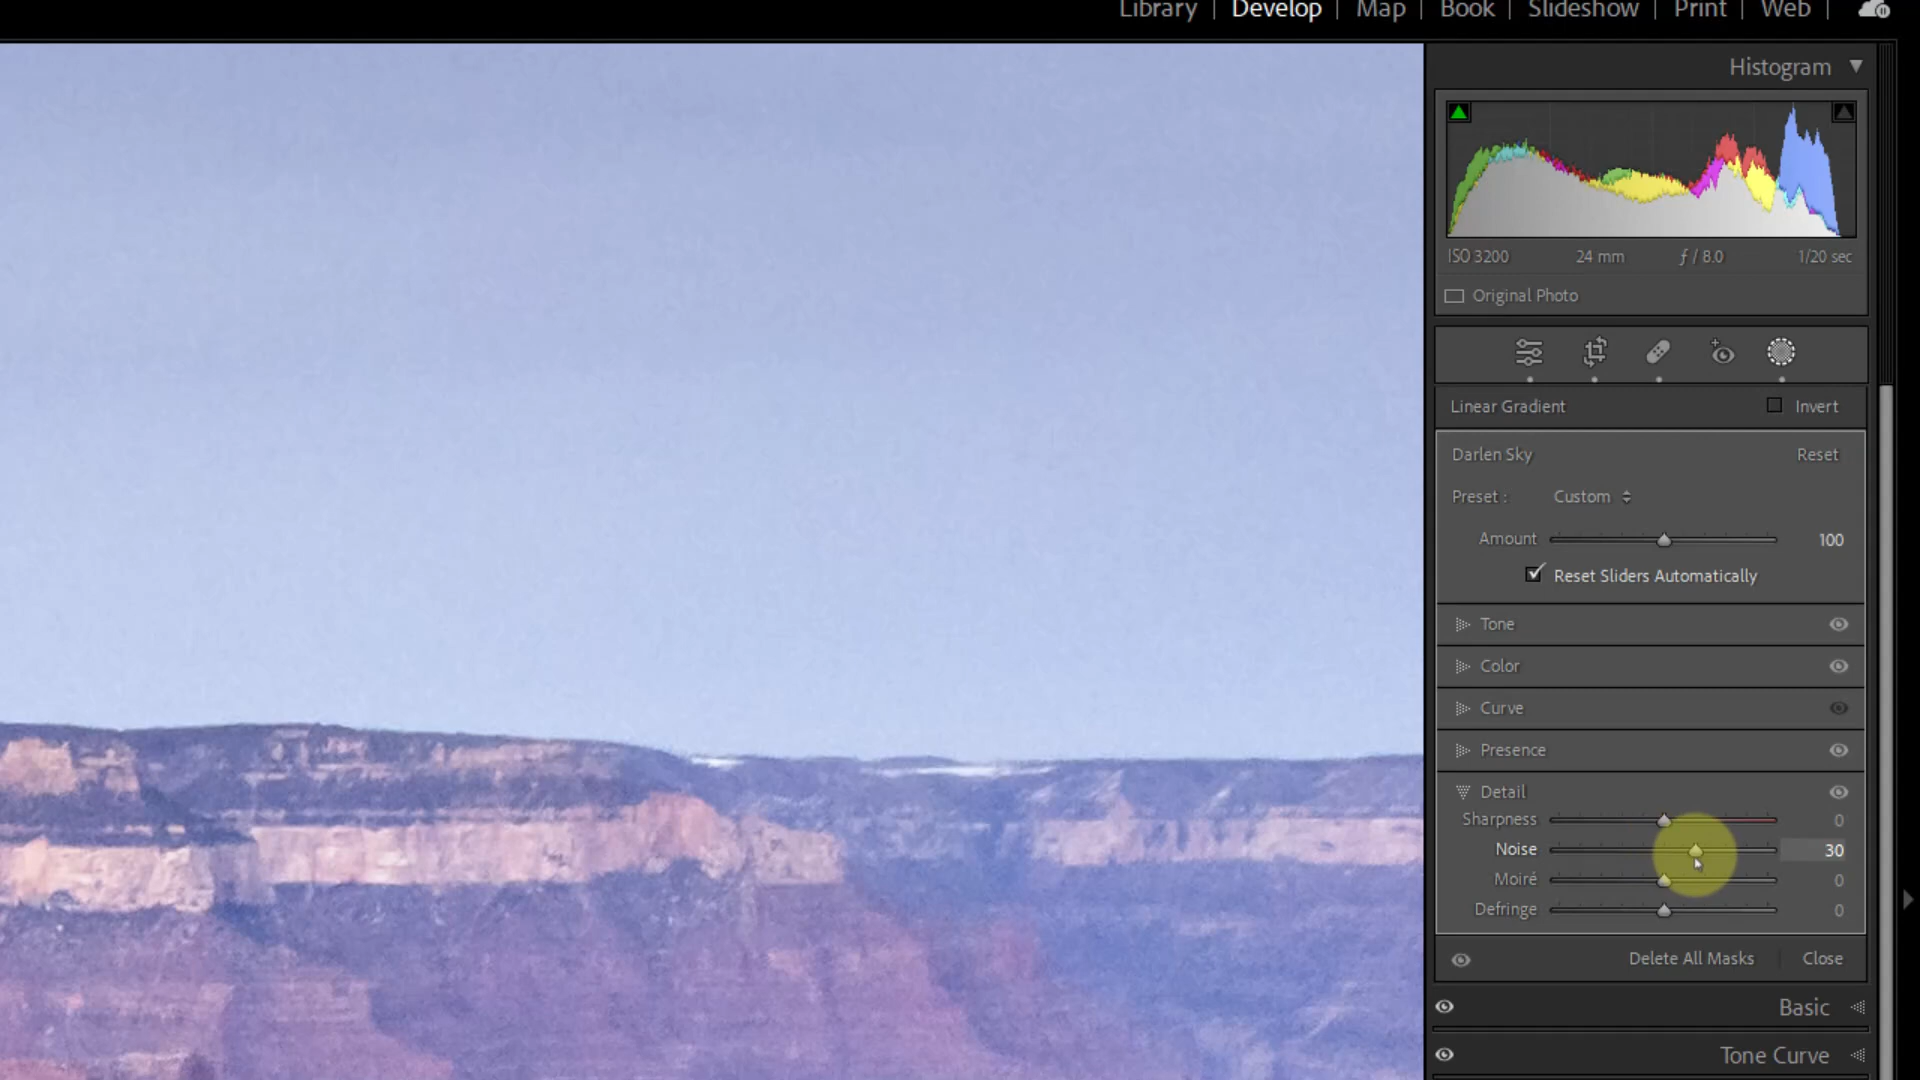 Library | Develop | Map | Book | Slideshow | Print | Web |
Histogram
ISO 3200 24 mm ƒ / 8.0 1/20 sec
Original Photo
Linear Gradient Invert
Darlen Sky Reset
Preset : Custom
Amount 100
Reset Sliders Automatically
Tone
Color
Curve
Presence
Detail
Sharpness 0
Noise 30
Moiré 0
Defringe 0
Delete All Masks Close
Basic
Tone Curve